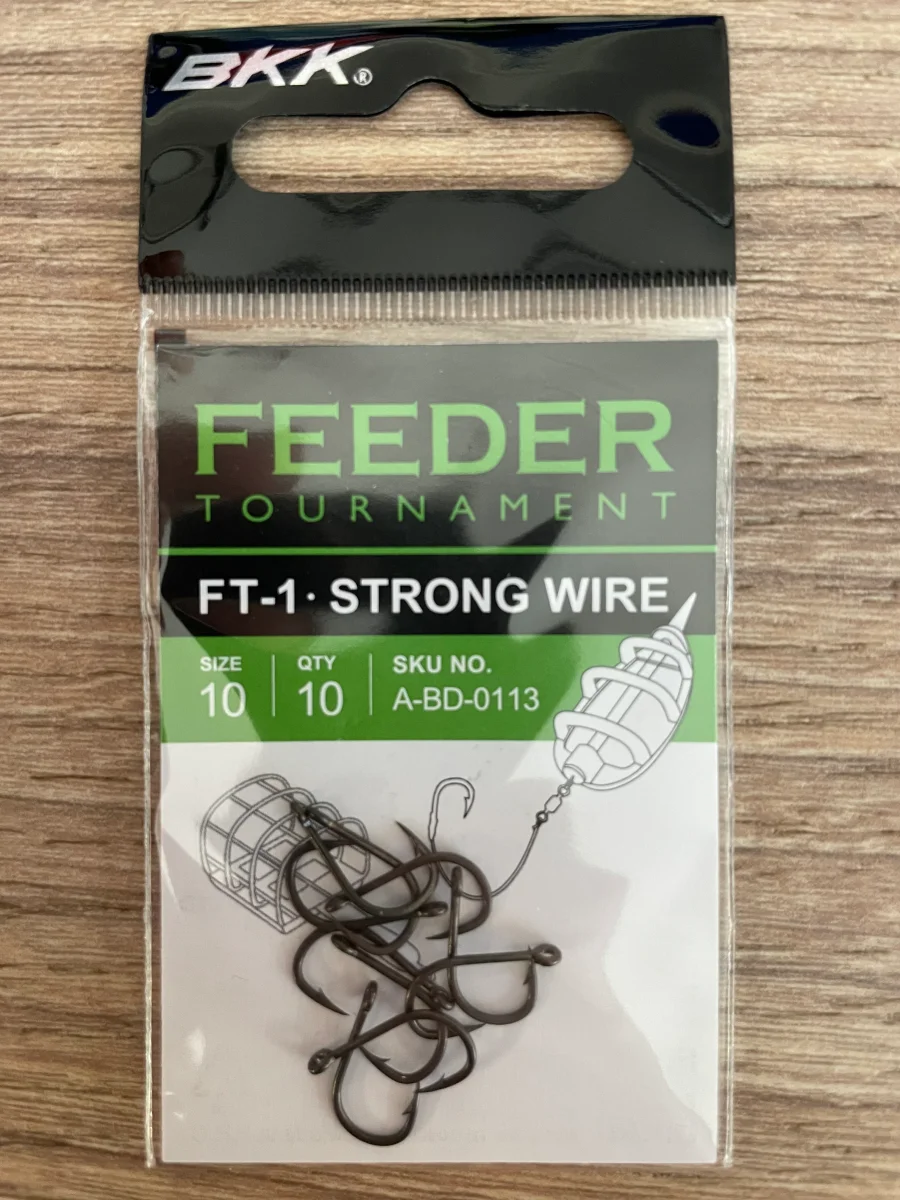 BKK®
FEEDER
TOURNAMENT
FT-1 · STRONG WIRE
SIZE QTY SKU NO.
10 10 A-BD-0113